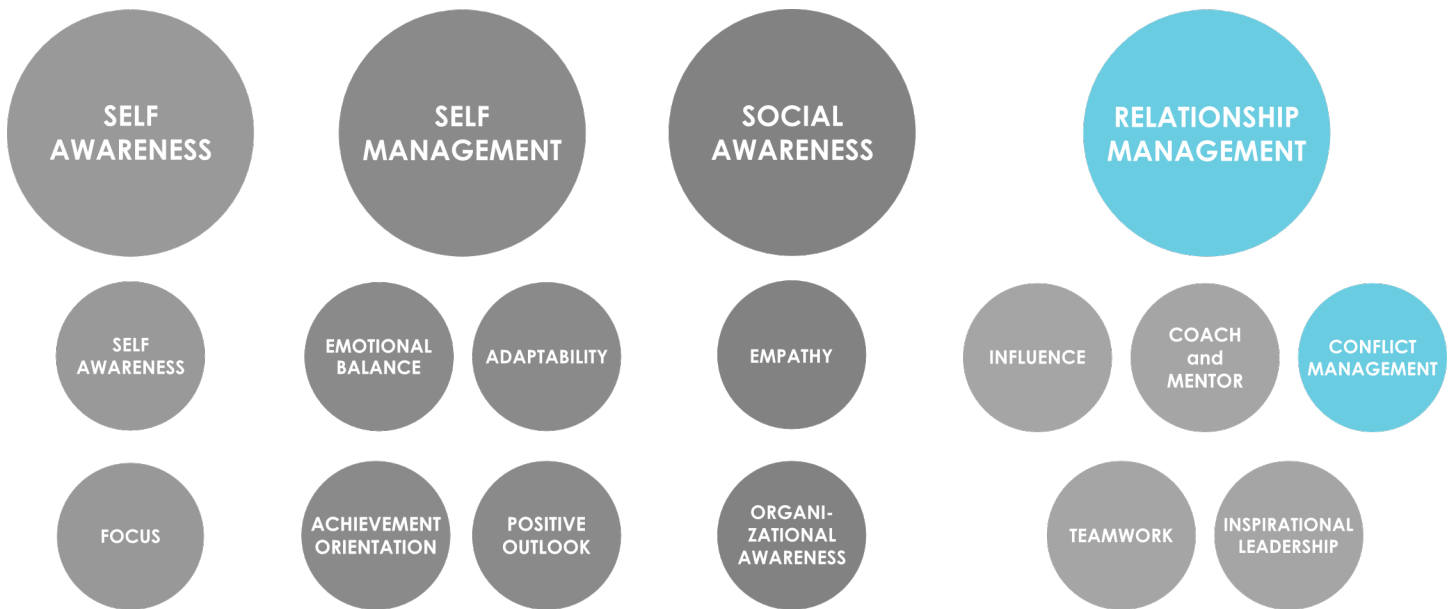 SELF
AWARENESS
SELF
MANAGEMENT
SOCIAL
AWARENESS
RELATIONSHIP
MANAGEMENT
SELF
AWARENESS
EMOTIONAL
BALANCE
ADAPTABILITY
EMPATHY
INFLUENCE
COACH
and
MENTOR
CONFLICT
MANAGEMENT
FOCUS
ACHIEVEMENT
ORIENTATION
POSITIVE
OUTLOOK
ORGANI-
ZATIONAL
AWARENESS
TEAMWORK
INSPIRATIONAL
LEADERSHIP